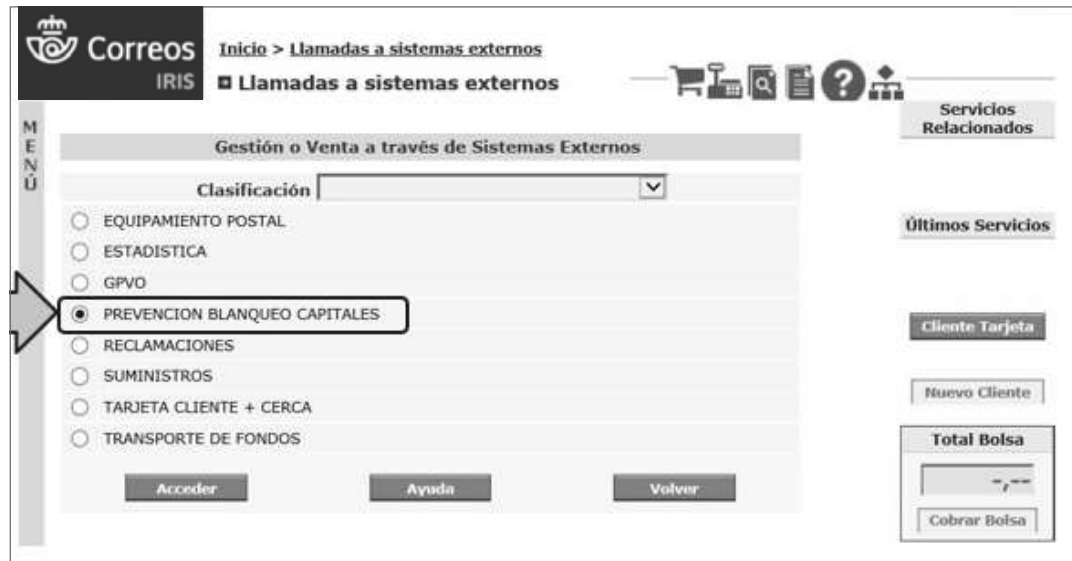 Correos
IRIS
Inicio > Llamadas a sistemas externos
Llamadas a sistemas externos
MENÚ
Gestión o Venta a través de Sistemas Externos
Clasificación
EQUIPAMIENTO POSTAL
ESTADISTICA
GPVO
PREVENCION BLANQUEO CAPITALES
RECLAMACIONES
SUMINISTROS
TARJETA CLIENTE + CERCA
TRANSPORTE DE FONDOS
Acceder
Ayuda
Volver
Servicios
Relacionados
Últimos Servicios
Cliente Tarjeta
Nuevo Cliente
Total Bolsa
-,--
Cobrar Bolsa